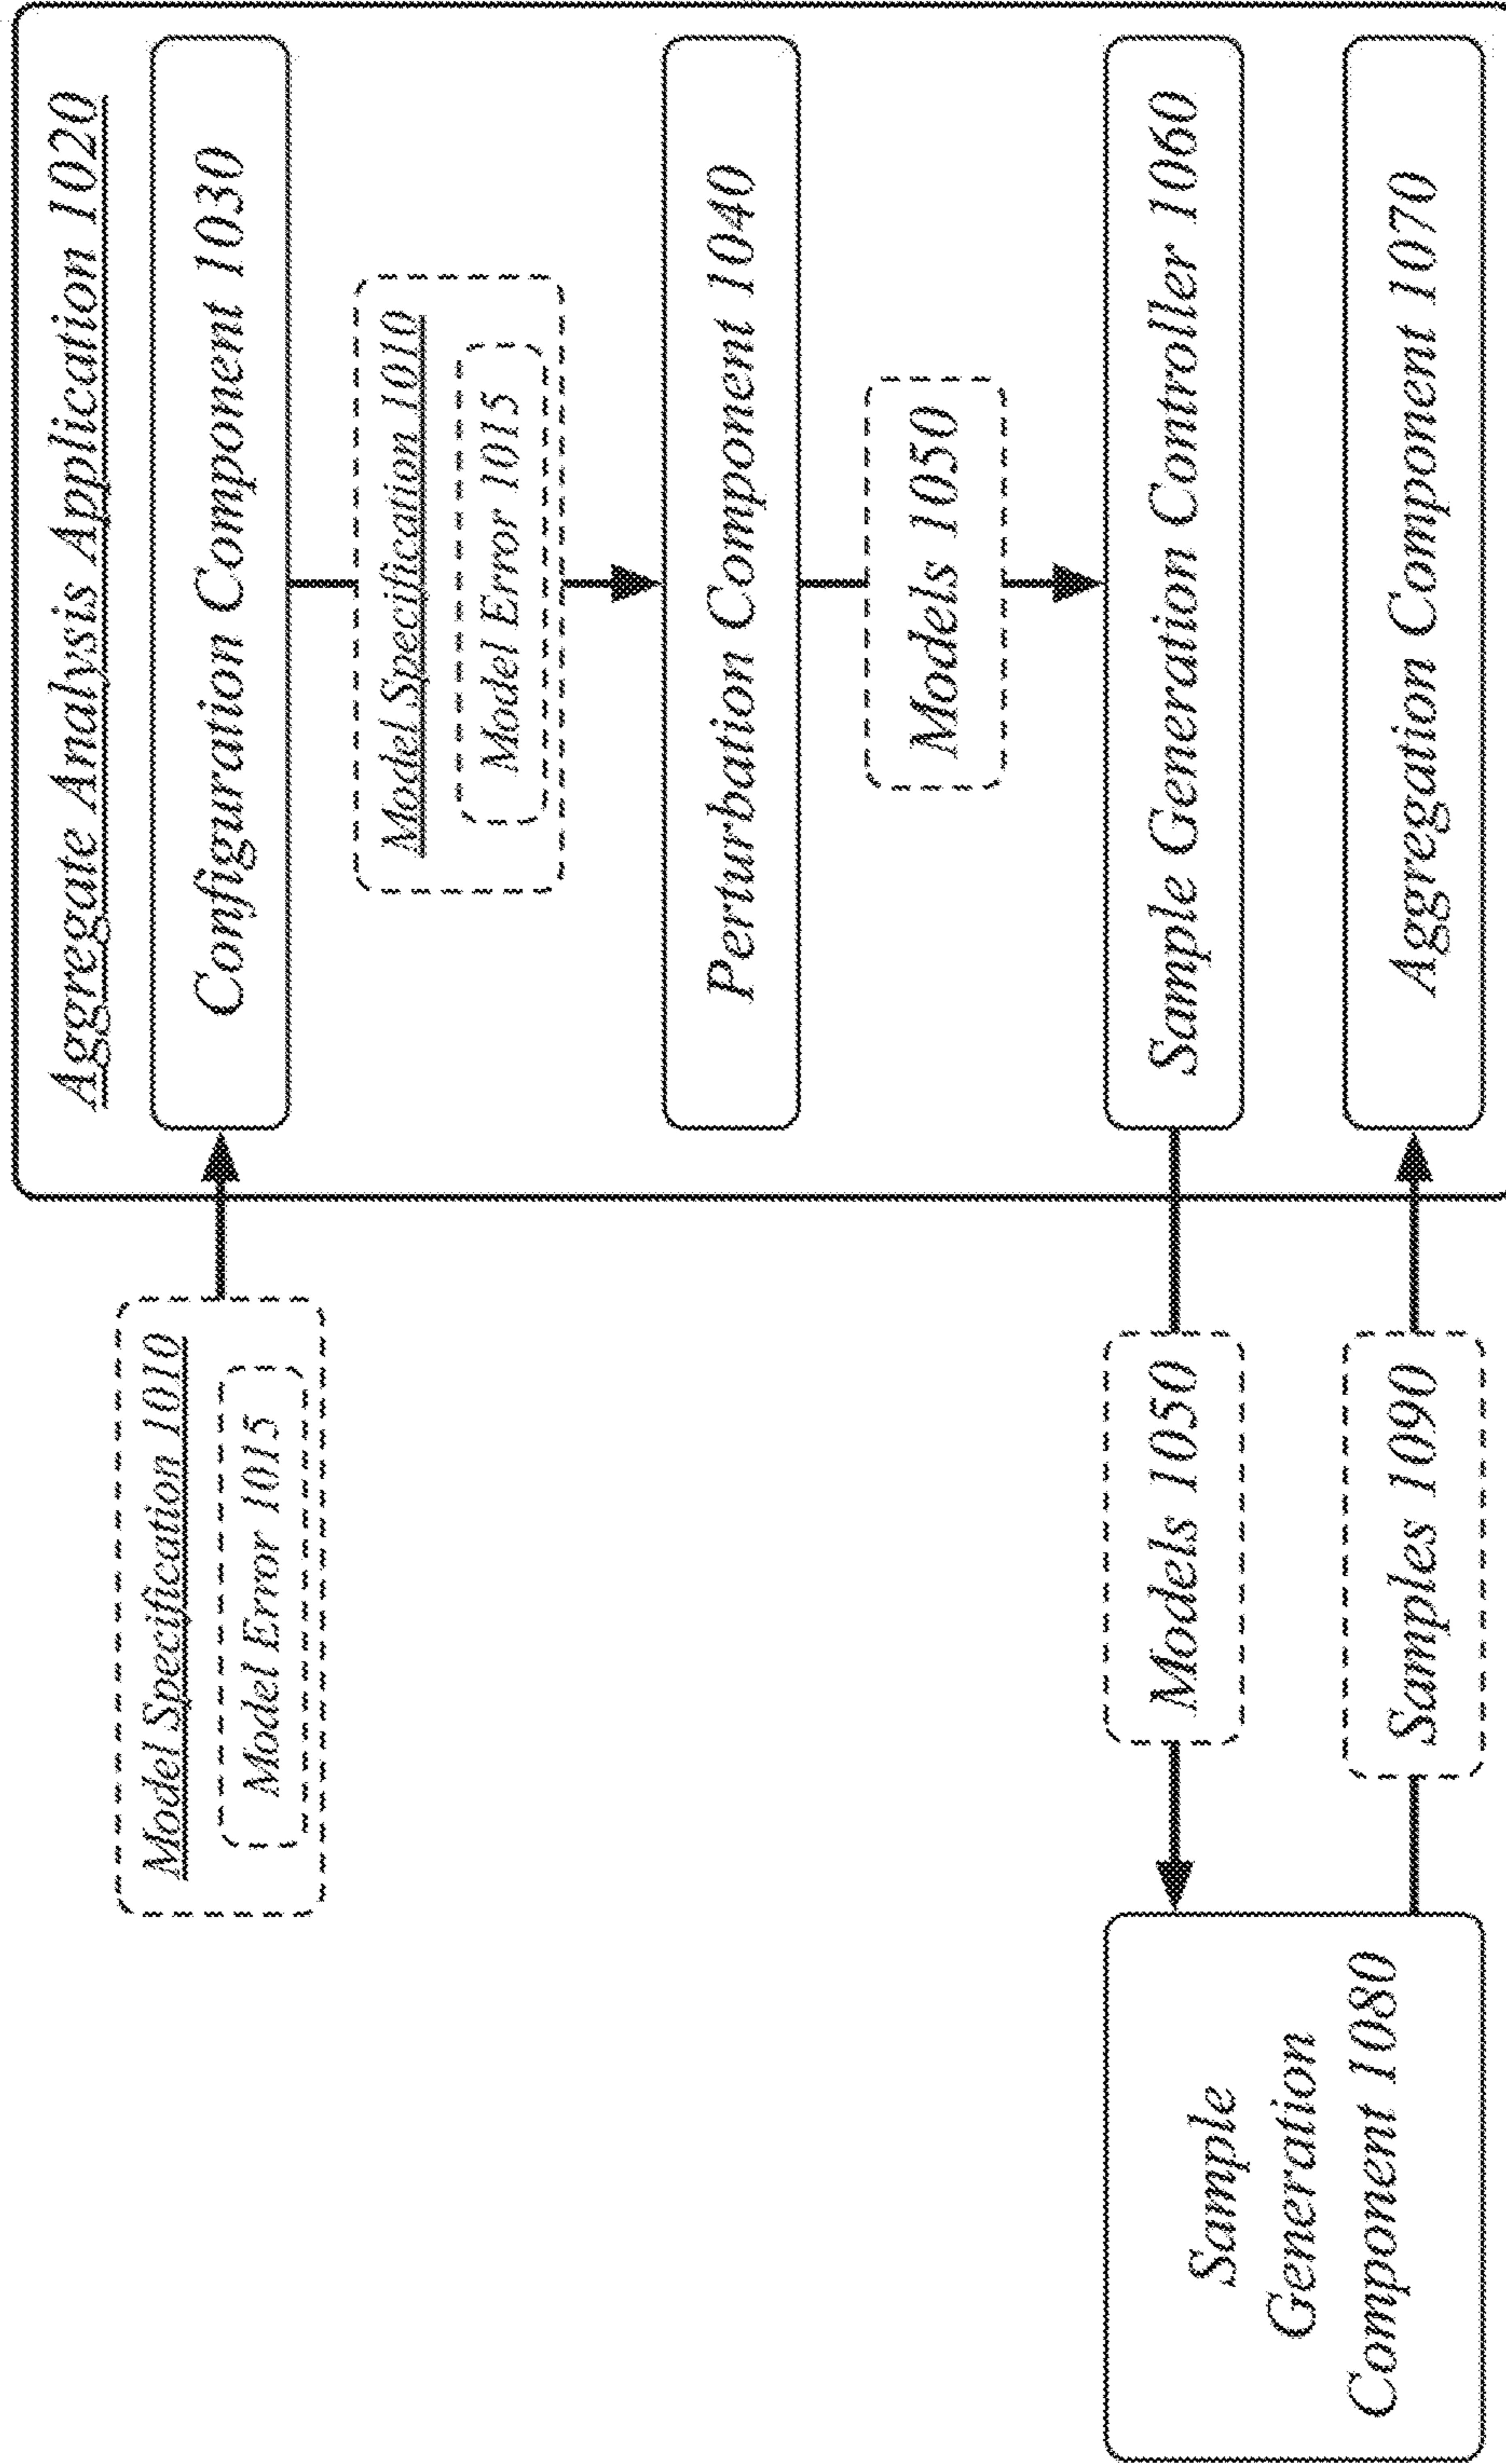 Aggregate Analysis Application 1020
Configuration Component 1030
Model Specification 1010
Model Error 1015
Model Specification 1010
Model Error 1015
Perturbation Component 1040
Models 1050
Sample Generation Controller 1060
Models 1050
Sample
Generation
Component 1080
Samples 1090
Aggregation Component 1070